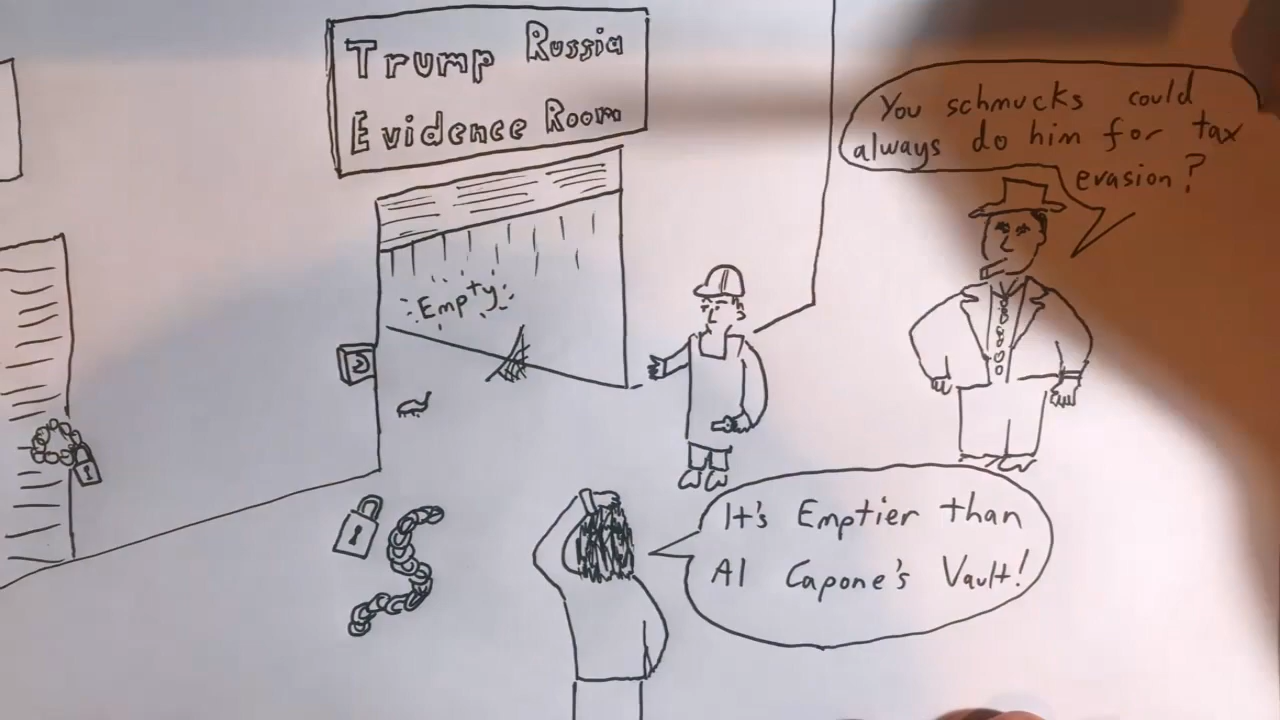 Trump Russia
Evidence Room
You schmucks could
always do him for tax
evasion?
Empty
It's Emptier than
Al Capone's Vault!